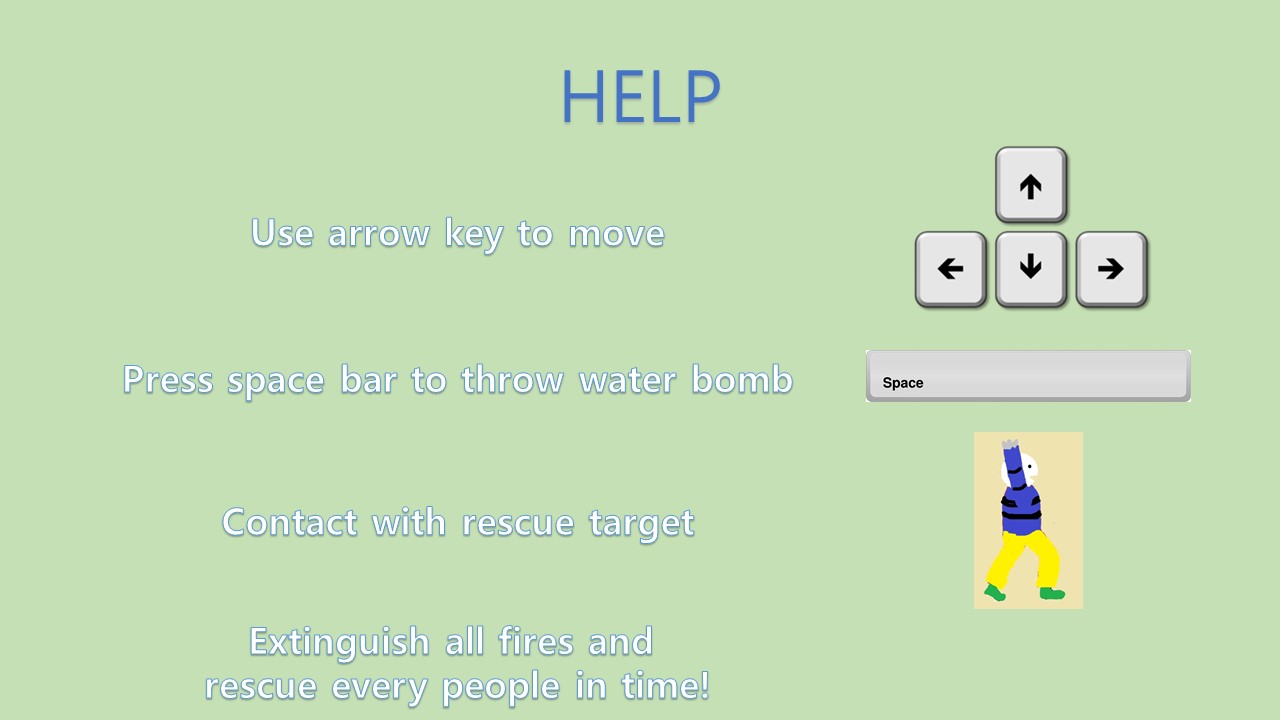 HELP
Use arrow key to move
Press space bar to throw water bomb
Space
Contact with rescue target
Extinguish all fires and
rescue every people in time!